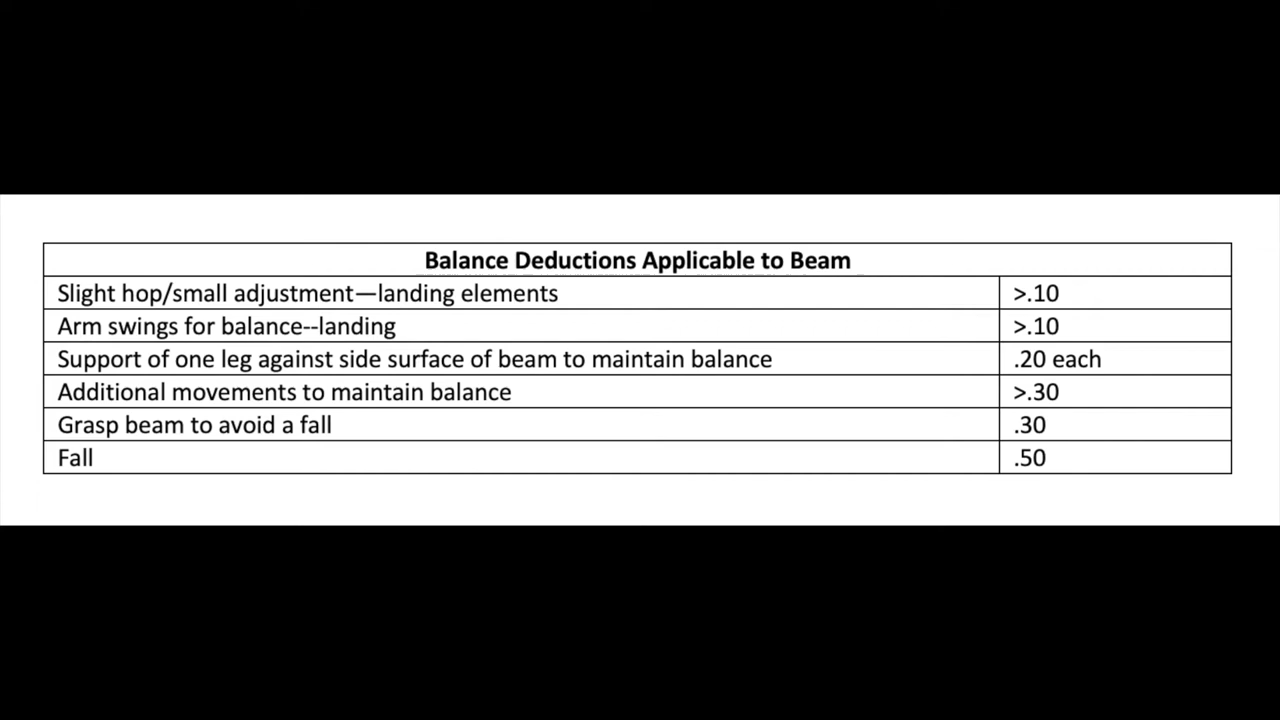 Balance Deductions Applicable to Beam
Slight hop/small adjustment—landing elements >.10
Arm swings for balance--landing >.10
Support of one leg against side surface of beam to maintain balance .20 each
Additional movements to maintain balance >.30
Grasp beam to avoid a fall .30
Fall .50